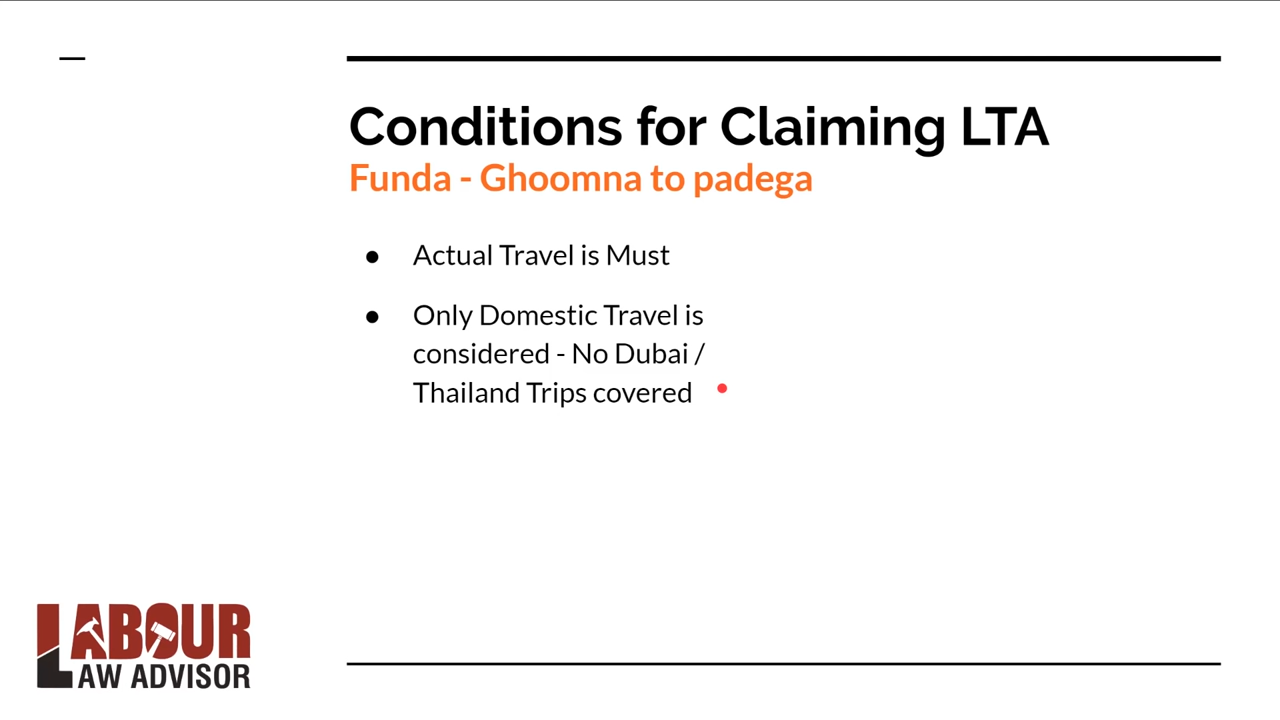 Conditions for Claiming LTA
Funda - Ghoomna to padega
● Actual Travel is Must
● Only Domestic Travel is
considered - No Dubai /
Thailand Trips covered
LABOUR
LAW ADVISOR